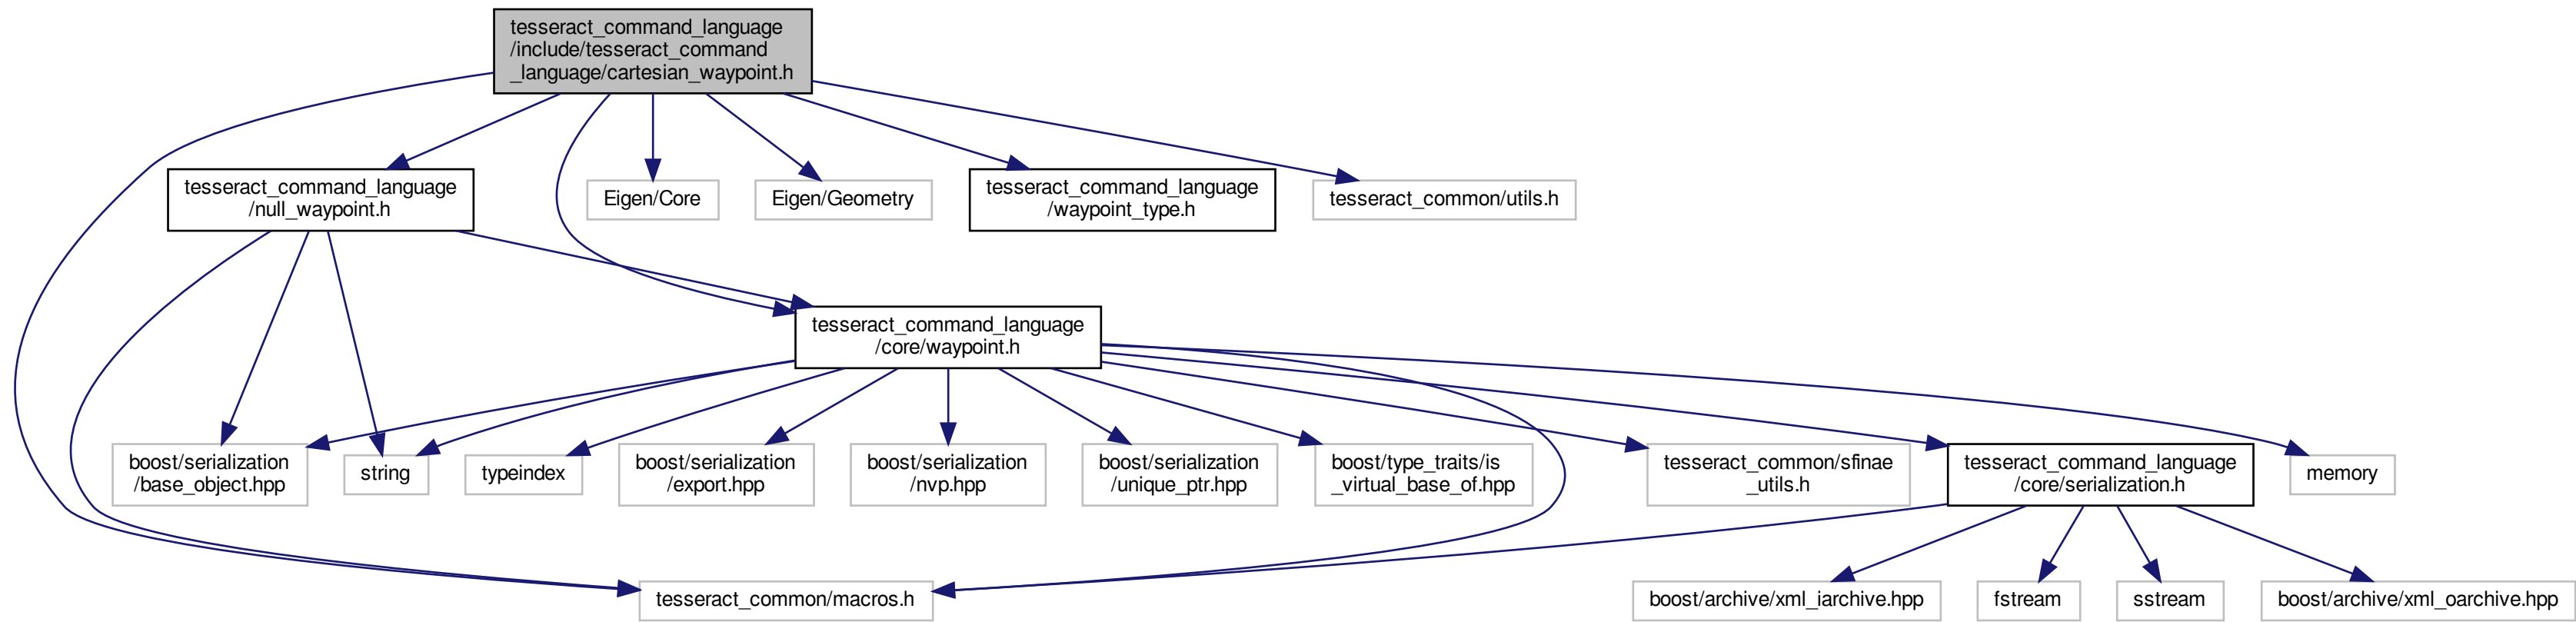 tesseract_command_language
/include/tesseract_command
_language/cartesian_waypoint.h
tesseract_command_language
/null_waypoint.h
Eigen/Core
Eigen/Geometry
tesseract_command_language
/waypoint_type.h
tesseract_common/utils.h
tesseract_command_language
/core/waypoint.h
boost/serialization
/base_object.hpp
string
typeindex
boost/serialization
/export.hpp
boost/serialization
/nvp.hpp
boost/serialization
/unique_ptr.hpp
boost/type_traits/is
_virtual_base_of.hpp
tesseract_common/sfinae
_utils.h
tesseract_command_language
/core/serialization.h
memory
tesseract_common/macros.h
boost/archive/xml_iarchive.hpp
fstream
sstream
boost/archive/xml_oarchive.hpp